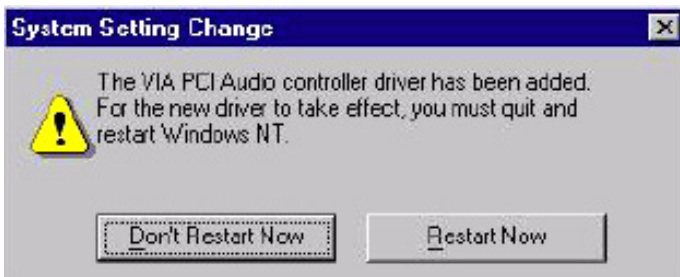 System Setting Change
The VIA PCI Audio controller driver has been added.
For the new driver to take effect, you must quit and
restart Windows NT.
Don't Restart Now
Restart Now